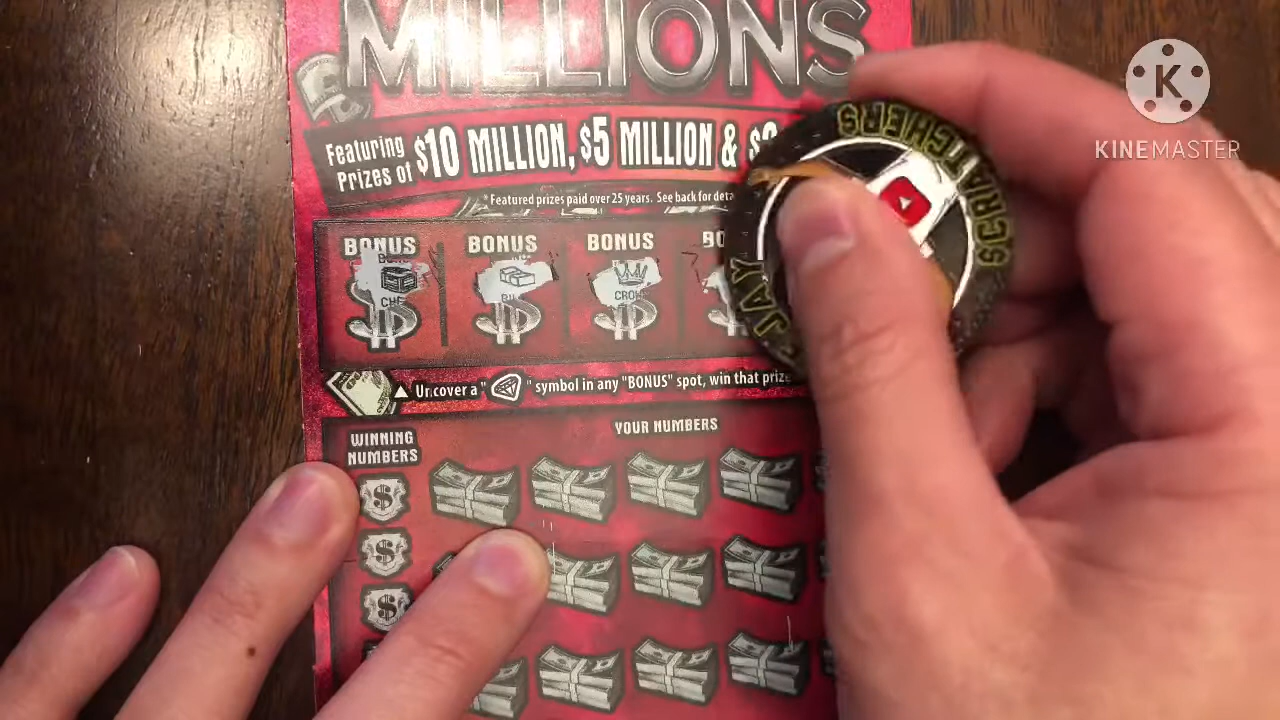 MILLIONS
KINEMASTER
Featuring Prizes of $10 MILLION, $5 MILLION &
* Featured prizes paid over 25 years. See back for
BONUS BONUS BONUS
CROWN
SCRATCHERS
JAY
▲ Uncover a " " symbol in any "BONUS" spot, win that prize
WINNING NUMBERS
YOUR NUMBERS